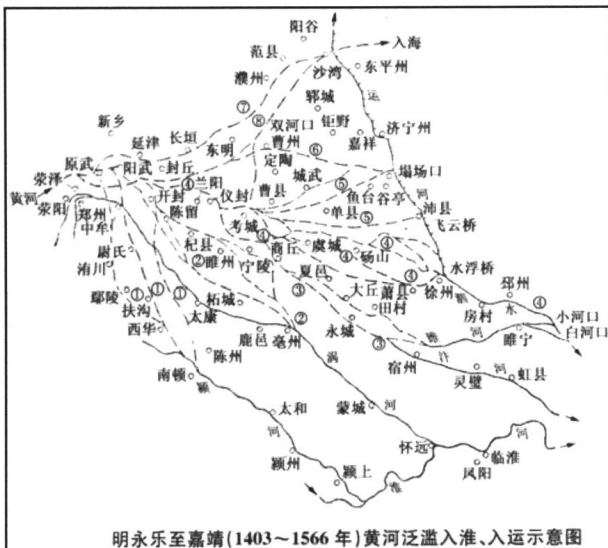 阳谷
范县
入海
沙湾
东平州
濮州
郓城
运
⑦
⑧
双河口
钜野
新乡
延津
长垣
东明
曹州
嘉祥
济宁州
⑥
定陶
原武
阳武
封丘
④
兰阳
仪封
城武
塌场口
荥泽
⑤
鱼台
谷亭
河
黄河
荥阳
郑州
开封
陈留
曹县
单县
⑤
沛县
中牟
考城
飞云桥
尉氏
杞县
④
商丘
虞城
④
②
睢州
宁陵
④
砀山
水浮桥
洧川
夏邑
④
徐州
邳州
①
①
①
③
大丘
萧县
④
鄢陵
扶沟
柘城
田村
房村
水
小河口
太康
②
永城
白河口
西华
鹿邑
亳州
睢宁
河
③
陈州
宿州
汴
南顿
涡
灵璧
河
虹县
颍
太和
蒙城
河
河
怀远
河
颍州
临淮
颍上
凤阳
淮
明永乐至嘉靖(1403～1566年)黄河泛滥入淮、入运示意图